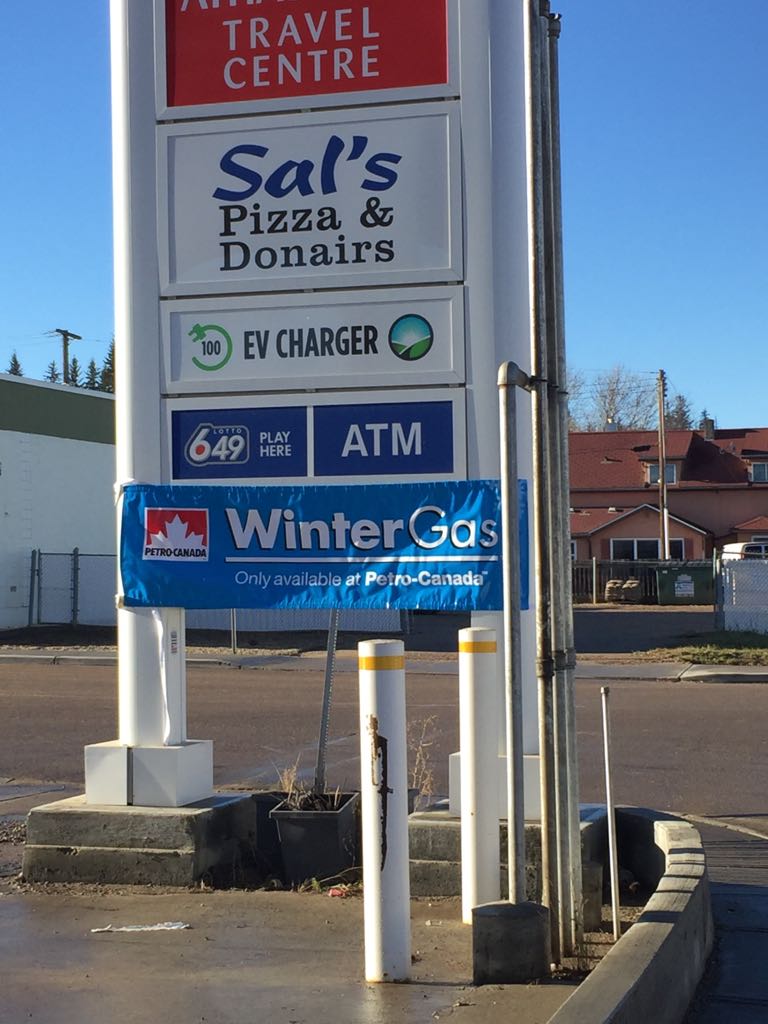 TRAVEL
CENTRE
Sal's
Pizza &
Donairs
100
EV CHARGER
LOTTO
649
PLAY
HERE
ATM
PETRO-CANADA
WinterGas
Only available at Petro-Canada™